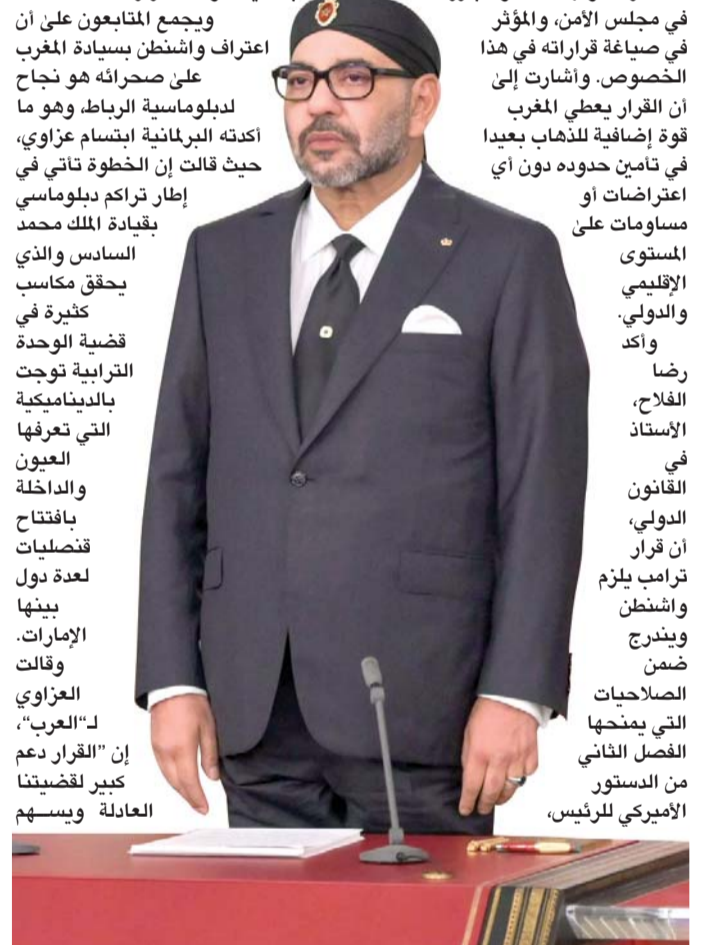 في مجلس الأمن، والمؤثر
في صياغة قراراته في هذا
الخصوص. وأشارت إلىٰ
أن القرار يعطي المغرب
قوة إضافية للذهاب بعيدا
في تأمين حدوده دون أي
اعتراضات أو
مساومات علىٰ
المستوى
الإقليمي
والدولي.
وأكد
رضا
الفلاح،
الأستاذ
في
القانون
الدولي،
أن قرار
ترامب يلزم
واشنطن
ويندرج
ضمن
الصلاحيات
التي يمنحها
الفصل الثاني
من الدستور
الأميركي للرئيس،
ويجمع المتابعون علىٰ أن
اعتراف واشنطن بسيادة المغرب
علىٰ صحرائه هو نجاح
لدبلوماسية الرباط، وهو ما
أكدته البرلمانية ابتسام عزاوي،
حيث قالت إن الخطوة تأتي في
إطار تراكم دبلوماسي
بقيادة الملك محمد
السادس والذي
يحقق مكاسب
كثيرة في
قضية الوحدة
الترابية توجت
بالديناميكية
التي تعرفها
العيون
والداخلة
بافتتاح
قنصليات
لعدة دول
بينها
الإمارات.
وقالت
العزاوي
لـ“العرب”،
إن ”القرار دعم
كبير لقضيتنا
العادلة ويســهم